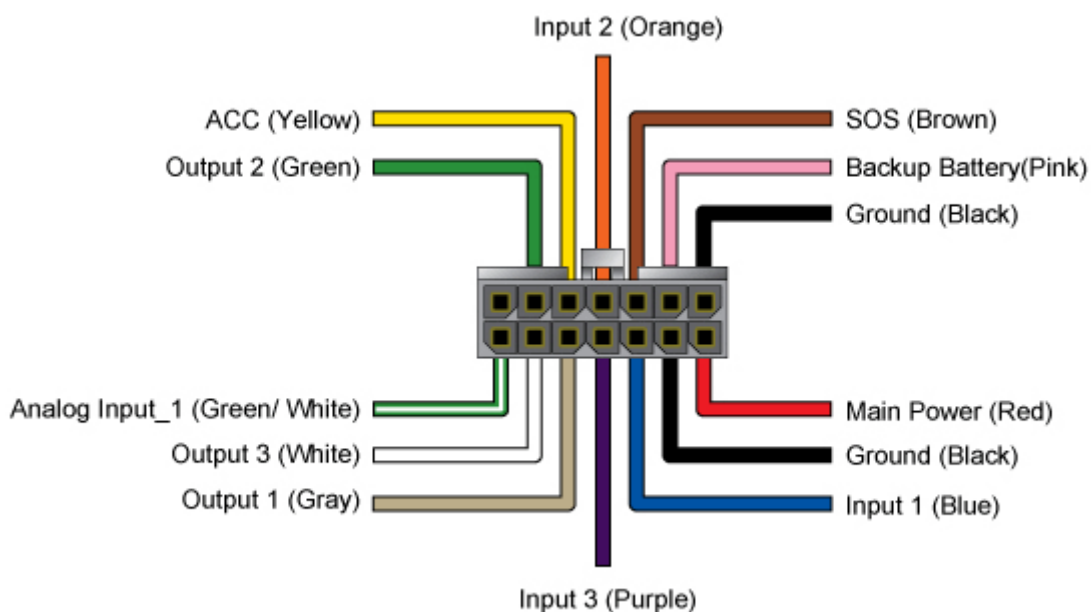 Input 2 (Orange)
ACC (Yellow)
SOS (Brown)
Output 2 (Green)
Backup Battery(Pink)
Ground (Black)
Analog Input_1 (Green/ White)
Main Power (Red)
Output 3 (White)
Ground (Black)
Output 1 (Gray)
Input 1 (Blue)
Input 3 (Purple)